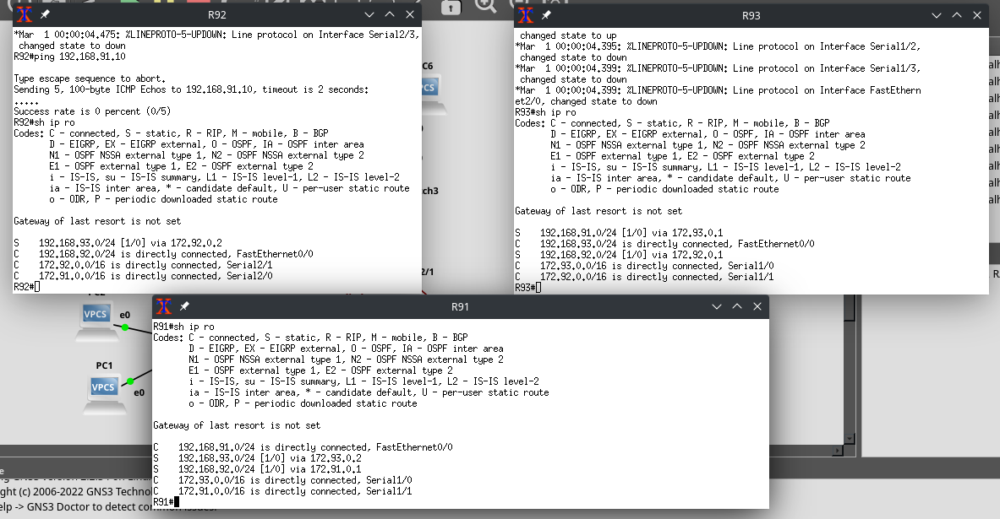 R92
*Mar  1 00:00:04.475: %LINEPROTO-5-UPDOWN: Line protocol on Interface Serial2/3,
 changed state to down
R92#ping 192.168.91.10
Type escape sequence to abort.
Sending 5, 100-byte ICMP Echos to 192.168.91.10, timeout is 2 seconds:
.....
Success rate is 0 percent (0/5)
R92#sh ip ro
Codes: C - connected, S - static, R - RIP, M - mobile, B - BGP
       D - EIGRP, EX - EIGRP external, O - OSPF, IA - OSPF inter area
       N1 - OSPF NSSA external type 1, N2 - OSPF NSSA external type 2
       E1 - OSPF external type 1, E2 - OSPF external type 2
       i - IS-IS, su - IS-IS summary, L1 - IS-IS level-1, L2 - IS-IS level-2
       ia - IS-IS inter area, * - candidate default, U - per-user static route
       o - ODR, P - periodic downloaded static route
Gateway of last resort is not set
S    192.168.93.0/24 [1/0] via 172.92.0.2
C    192.168.92.0/24 is directly connected, FastEthernet0/0
C    172.92.0.0/16 is directly connected, Serial2/1
C    172.91.0.0/16 is directly connected, Serial2/0
R92#
R93
 changed state to up
*Mar  1 00:00:04.395: %LINEPROTO-5-UPDOWN: Line protocol on Interface Serial1/2,
 changed state to down
*Mar  1 00:00:04.399: %LINEPROTO-5-UPDOWN: Line protocol on Interface Serial1/3,
 changed state to down
*Mar  1 00:00:04.399: %LINEPROTO-5-UPDOWN: Line protocol on Interface FastEthern
et2/0, changed state to down
R93#sh ip ro
Codes: C - connected, S - static, R - RIP, M - mobile, B - BGP
       D - EIGRP, EX - EIGRP external, O - OSPF, IA - OSPF inter area
       N1 - OSPF NSSA external type 1, N2 - OSPF NSSA external type 2
       E1 - OSPF external type 1, E2 - OSPF external type 2
       i - IS-IS, su - IS-IS summary, L1 - IS-IS level-1, L2 - IS-IS level-2
       ia - IS-IS inter area, * - candidate default, U - per-user static route
       o - ODR, P - periodic downloaded static route
Gateway of last resort is not set
S    192.168.91.0/24 [1/0] via 172.93.0.1
C    192.168.93.0/24 is directly connected, FastEthernet0/0
S    192.168.92.0/24 [1/0] via 172.92.0.1
C    172.93.0.0/16 is directly connected, Serial1/0
C    172.92.0.0/16 is directly connected, Serial1/1
R93#
C6
PCS
ch3
2/1
R91
R91#sh ip ro
Codes: C - connected, S - static, R - RIP, M - mobile, B - BGP
       D - EIGRP, EX - EIGRP external, O - OSPF, IA - OSPF inter area
       N1 - OSPF NSSA external type 1, N2 - OSPF NSSA external type 2
       E1 - OSPF external type 1, E2 - OSPF external type 2
       i - IS-IS, su - IS-IS summary, L1 - IS-IS level-1, L2 - IS-IS level-2
       ia - IS-IS inter area, * - candidate default, U - per-user static route
       o - ODR, P - periodic downloaded static route
Gateway of last resort is not set
C    192.168.91.0/24 is directly connected, FastEthernet0/0
S    192.168.93.0/24 [1/0] via 172.93.0.2
S    192.168.92.0/24 [1/0] via 172.91.0.1
C    172.93.0.0/16 is directly connected, Serial1/0
C    172.91.0.0/16 is directly connected, Serial1/1
R91#
VPCS
e0
PC1
VPCS
e0
ght (c) 2006-2022 GNS3 Technol
elp -> GNS3 Doctor to detect common issues.